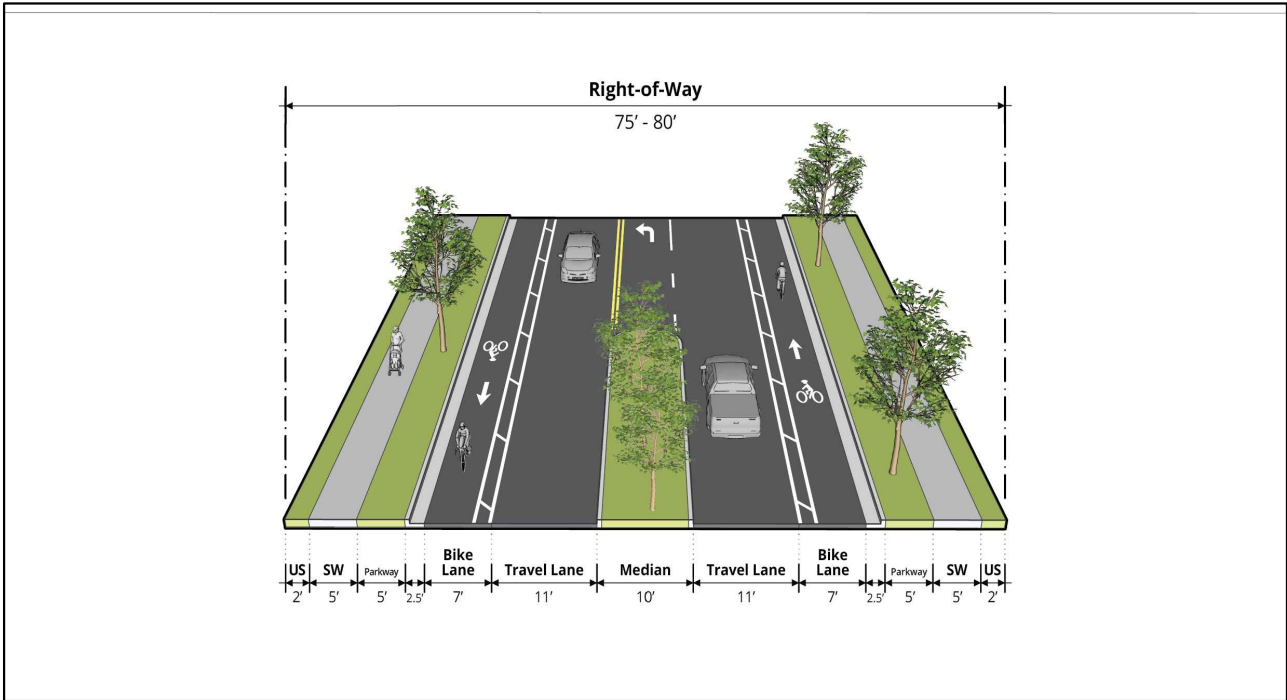 Right-of-Way
75’ - 80’
US SW Parkway Bike Lane Travel Lane Median Travel Lane Bike Lane Parkway SW US
2’ 5’ 5’ 2.5’ 7’ 11’ 10’ 11’ 7’ 2.5’ 5’ 5’ 2’